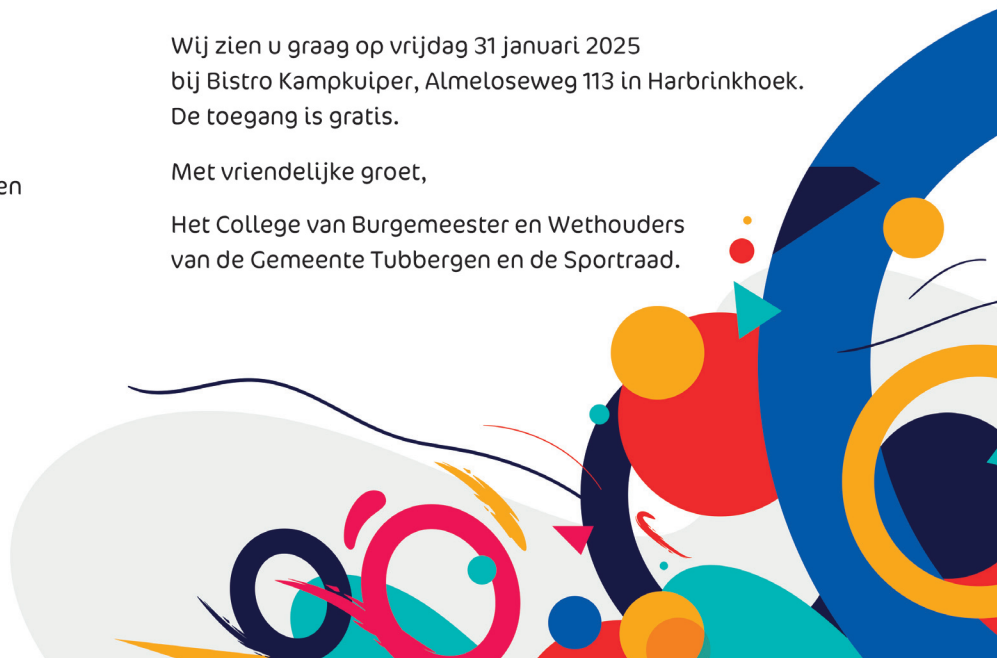 Wij zien u graag op vrijdag 31 januari 2025
bij Bistro Kampkuiper, Almeloseweg 113 in Harbrinkhoek.
De toegang is gratis.
Met vriendelijke groet,
en
Het College van Burgemeester en Wethouders
van de Gemeente Tubbergen en de Sportraad.